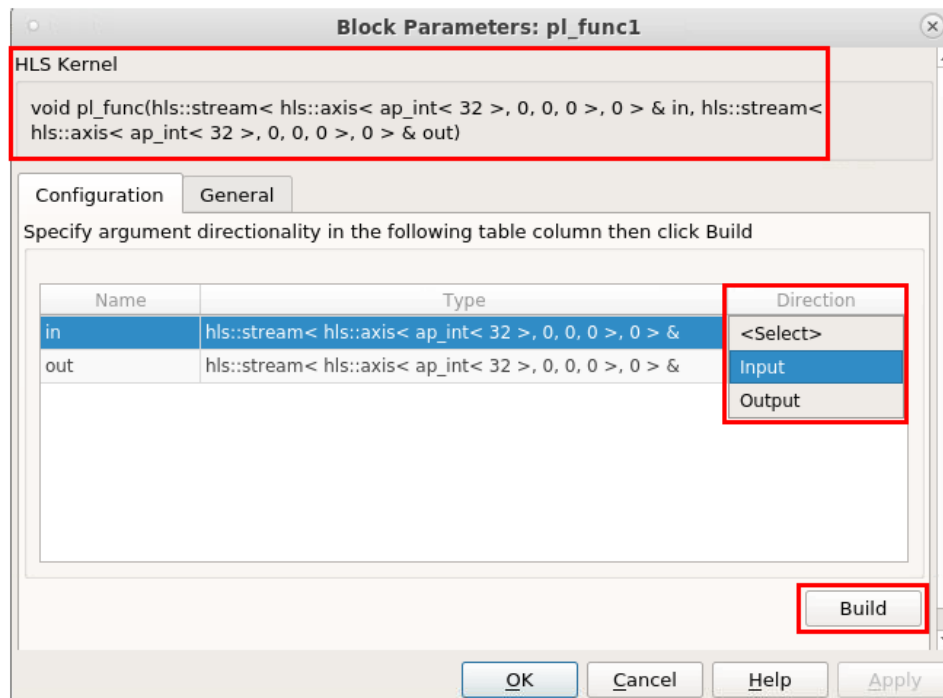 Block Parameters: pl_func1
HLS Kernel
void pl_func(hls::stream< hls::axis< ap_int< 32 >, 0, 0, 0 >, 0 > & in, hls::stream<
hls::axis< ap_int< 32 >, 0, 0, 0 >, 0 > & out)
Configuration General
Specify argument directionality in the following table column then click Build
Name Type Direction
in hls::stream< hls::axis< ap_int< 32 >, 0, 0, 0 >, 0 > & <Select>
out hls::stream< hls::axis< ap_int< 32 >, 0, 0, 0 >, 0 > & Input
Output
Build
OK Cancel Help Apply